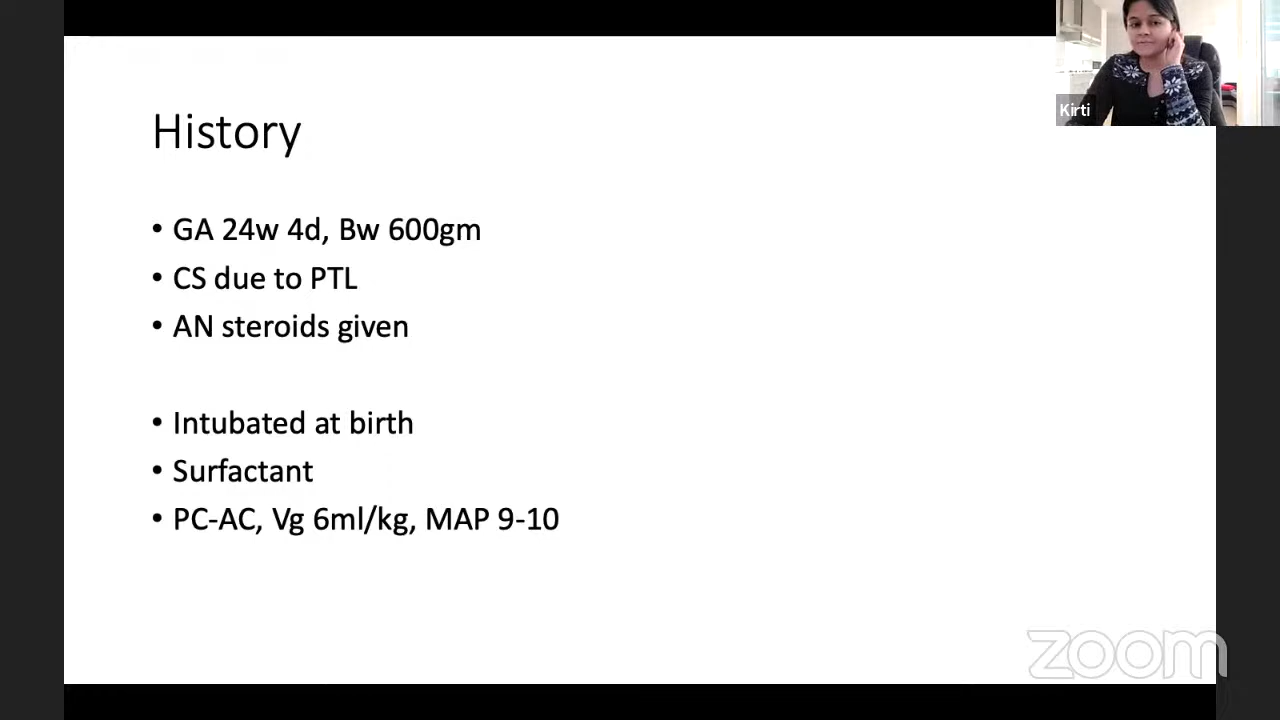 Kirti
History
• GA 24w 4d, Bw 600gm
• CS due to PTL
• AN steroids given
• Intubated at birth
• Surfactant
• PC-AC, Vg 6ml/kg, MAP 9-10
zoom